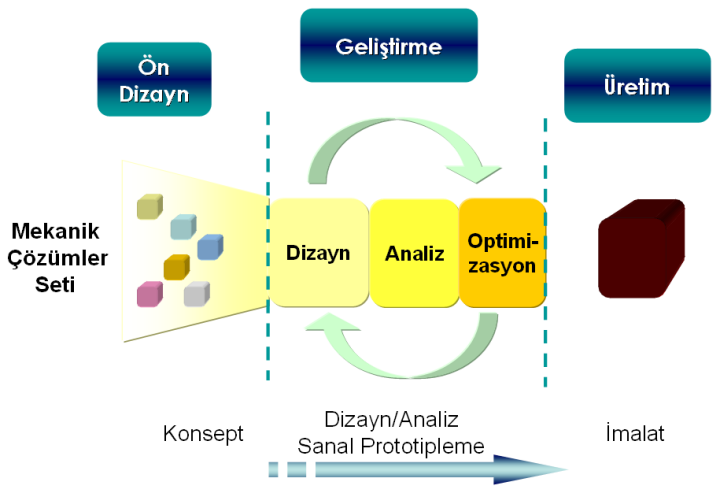 Ön
Dizayn
Geliştirme
Üretim
Mekanik
Çözümler
Seti
Dizayn
Analiz
Optimi-
zasyon
Konsept
Dizayn/Analiz
Sanal Prototipleme
İmalat